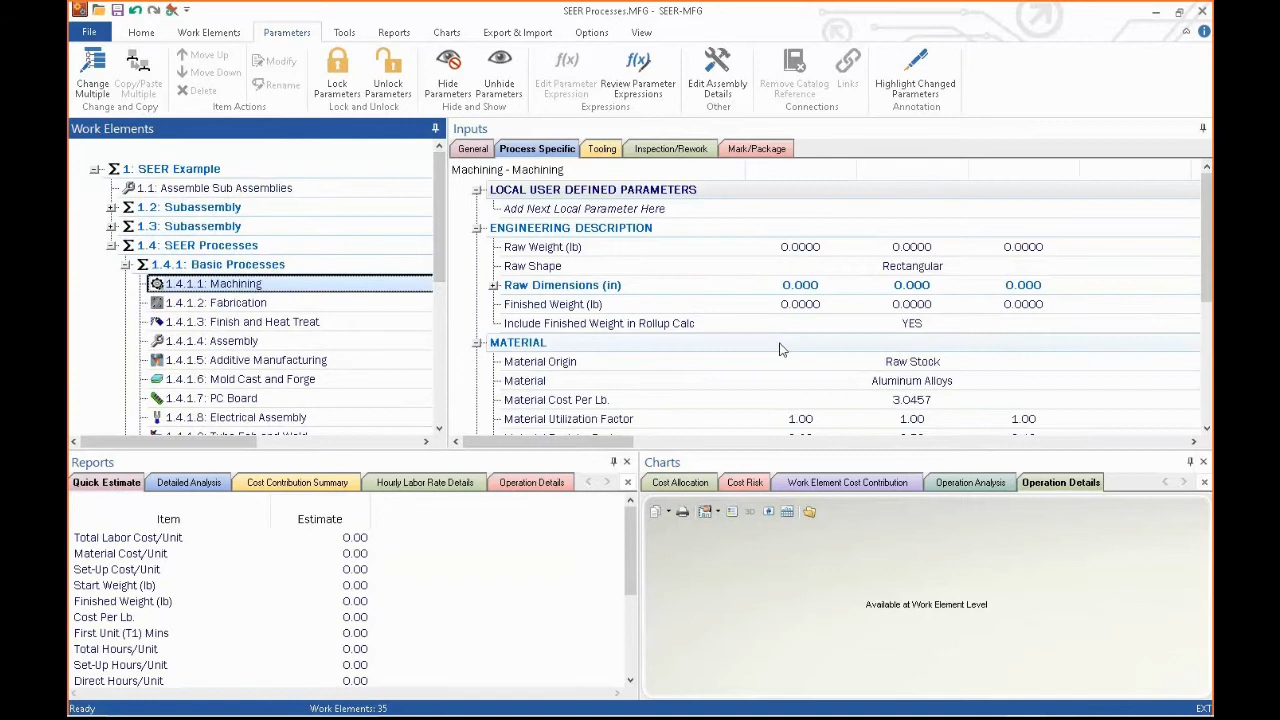 SEER Processes.MFG - SEER-MFG
File Home Work Elements Parameters Tools Reports Charts Export & Import Options View
Change Multiple
Copy/Paste Multiple
Change and Copy
Move Up
Move Down
Delete
Modify
Rename
Item Actions
Lock Parameters
Unlock Parameters
Lock and Unlock
Hide Parameters
Unhide Parameters
Hide and Show
Edit Parameter Expression
Review Parameter Expressions
Expressions
Edit Assembly Details
Other
Remove Catalog Reference
Links
Connections
Highlight Changed Parameters
Annotation
Work Elements
1: SEER Example
1.1: Assemble Sub Assemblies
1.2: Subassembly
1.3: Subassembly
1.4: SEER Processes
1.4.1: Basic Processes
1.4.1.1: Machining
1.4.1.2: Fabrication
1.4.1.3: Finish and Heat Treat
1.4.1.4: Assembly
1.4.1.5: Additive Manufacturing
1.4.1.6: Mold Cast and Forge
1.4.1.7: PC Board
1.4.1.8: Electrical Assembly
Inputs
General Process Specific Tooling Inspection/Rework Mark/Package
Machining - Machining
LOCAL USER DEFINED PARAMETERS
Add Next Local Parameter Here
ENGINEERING DESCRIPTION
Raw Weight (lb) 0.0000 0.0000 0.0000
Raw Shape Rectangular
Raw Dimensions (in) 0.000 0.000 0.000
Finished Weight (lb) 0.0000 0.0000 0.0000
Include Finished Weight in Rollup Calc YES
MATERIAL
Material Origin Raw Stock
Material Aluminum Alloys
Material Cost Per Lb. 3.0457
Material Utilization Factor 1.00 1.00 1.00
Reports
Quick Estimate Detailed Analysis Cost Contribution Summary Hourly Labor Rate Details Operation Details
Item Estimate
Total Labor Cost/Unit 0.00
Material Cost/Unit 0.00
Set-Up Cost/Unit 0.00
Start Weight (lb) 0.00
Finished Weight (lb) 0.00
Cost Per Lb. 0.00
First Unit (T1) Mins 0.00
Total Hours/Unit 0.00
Set-Up Hours/Unit 0.00
Direct Hours/Unit 0.00
Charts
Cost Allocation Cost Risk Work Element Cost Contribution Operation Analysis Operation Details
Available at Work Element Level
Ready Work Elements: 35 EXT